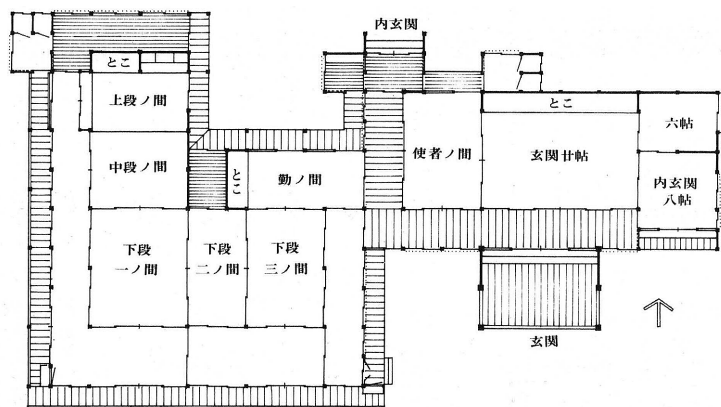 内玄関
とこ
上段ノ間
とこ
六帖
使者ノ間
玄関廿帖
中段ノ間
とこ
勤ノ間
内玄関
八帖
下段
一ノ間
下段
二ノ間
下段
三ノ間
玄関